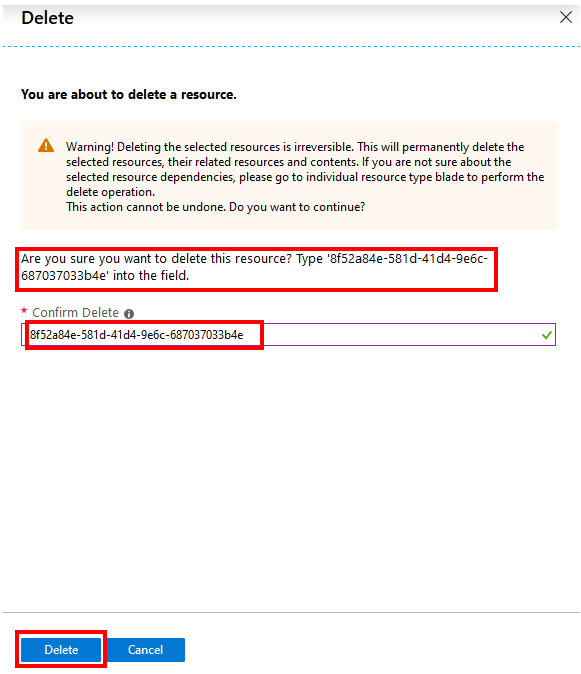 Delete
You are about to delete a resource.
Warning! Deleting the selected resources is irreversible. This will permanently delete the
selected resources, their related resources and contents. If you are not sure about the
selected resource dependencies, please go to individual resource type blade to perform the
delete operation.
This action cannot be undone. Do you want to continue?
Are you sure you want to delete this resource? Type '8f52a84e-581d-41d4-9e6c-
687037033b4e' into the field.
* Confirm Delete
8f52a84e-581d-41d4-9e6c-687037033b4e
Delete Cancel